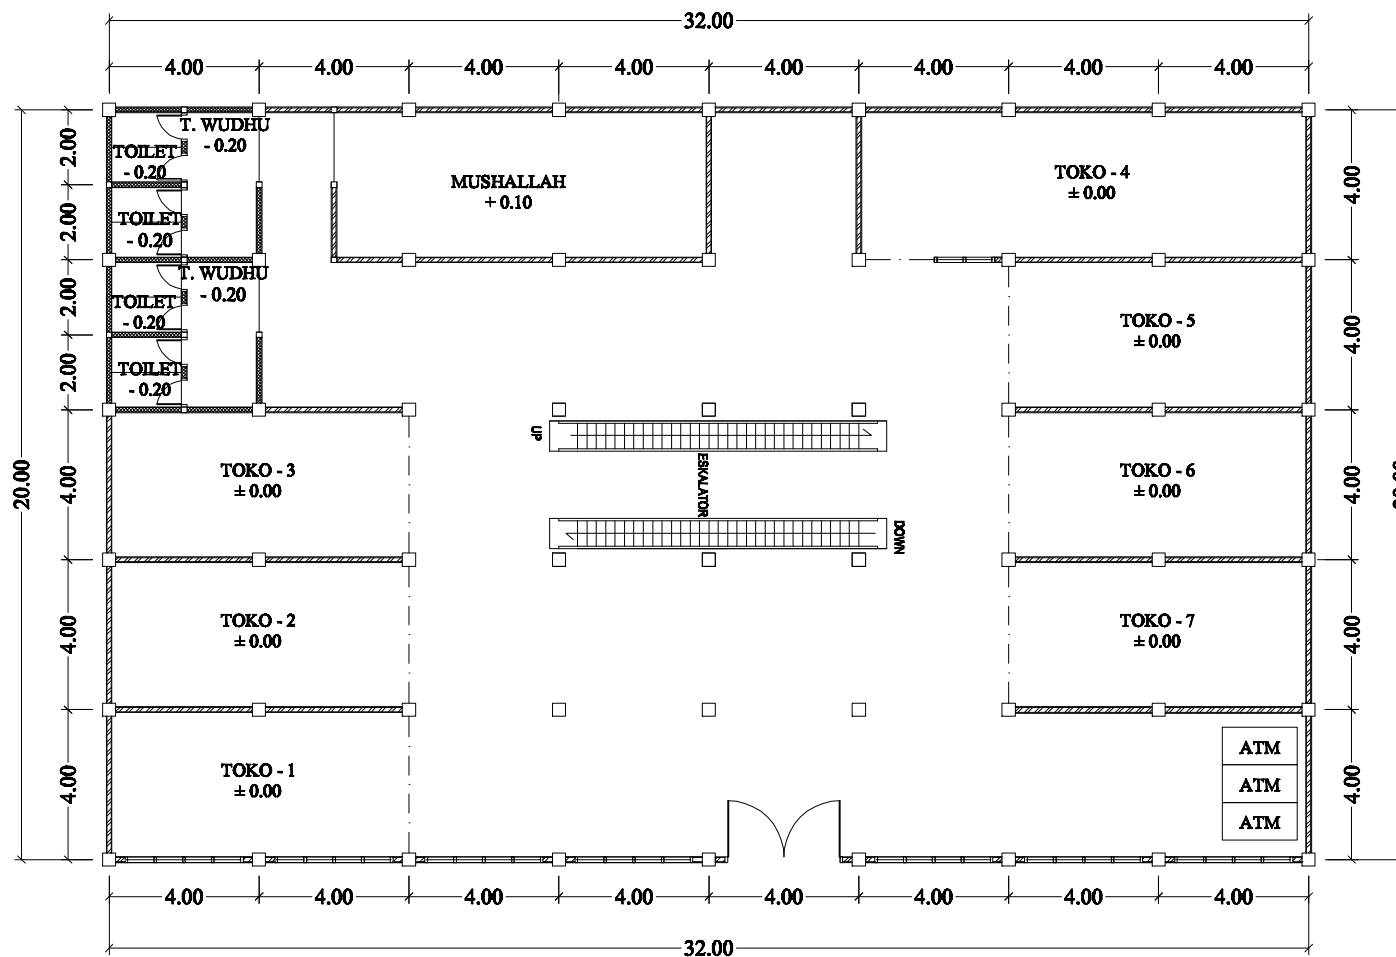 32.00
4.00 4.00 4.00 4.00 4.00 4.00 4.00 4.00
2.00
2.00
2.00
2.00
4.00
4.00
4.00
20.00
T. WUDHU
- 0.20
TOILET
- 0.20
TOILET
- 0.20
T. WUDHU
- 0.20
TOILET
- 0.20
TOILET
- 0.20
MUSHALLAH
+ 0.10
TOKO - 4
± 0.00
TOKO - 5
± 0.00
TOKO - 3
± 0.00
UP
ESKALATOR
DOWN
TOKO - 6
± 0.00
TOKO - 2
± 0.00
TOKO - 7
± 0.00
TOKO - 1
± 0.00
ATM
ATM
ATM
4.00
4.00
4.00
4.00
4.00
4.00 4.00 4.00 4.00 4.00 4.00 4.00 4.00
32.00